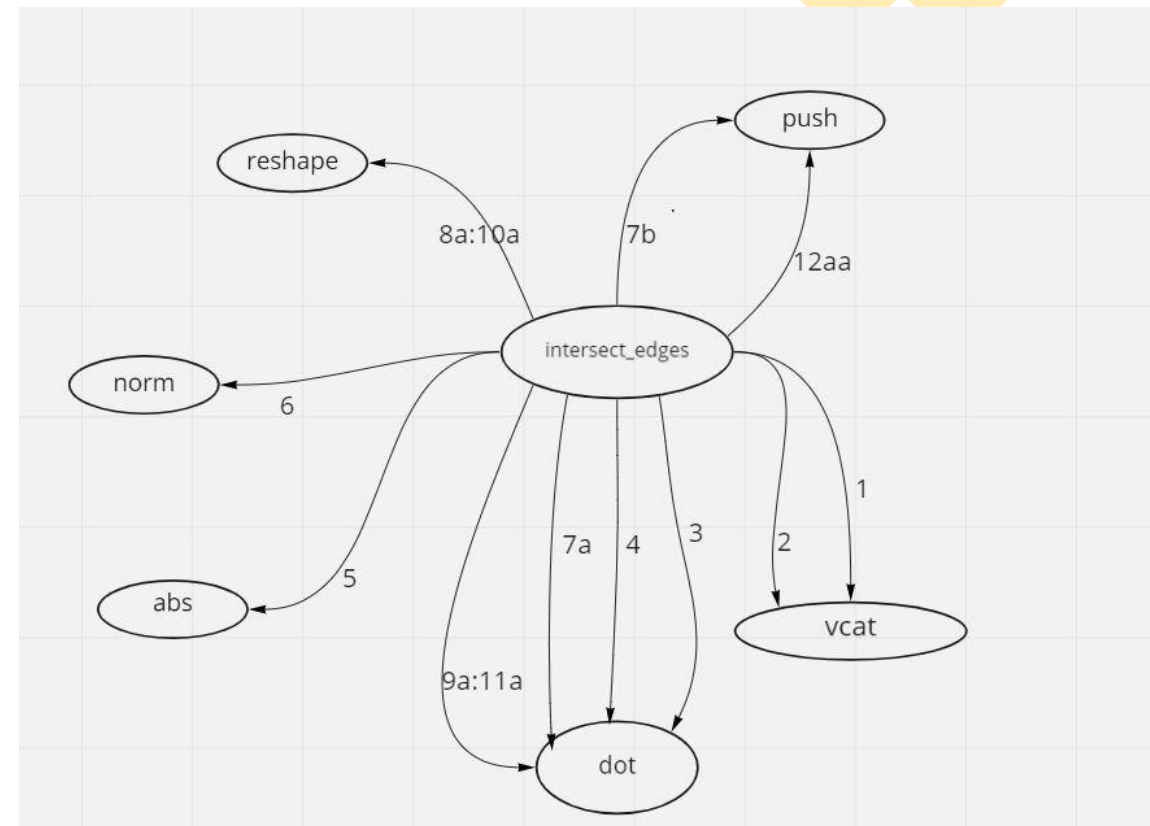 push
reshape
8a:10a
7b
12aa
intersect_edges
norm
6
1
3
7a
4
2
5
abs
vcat
9a:11a
dot